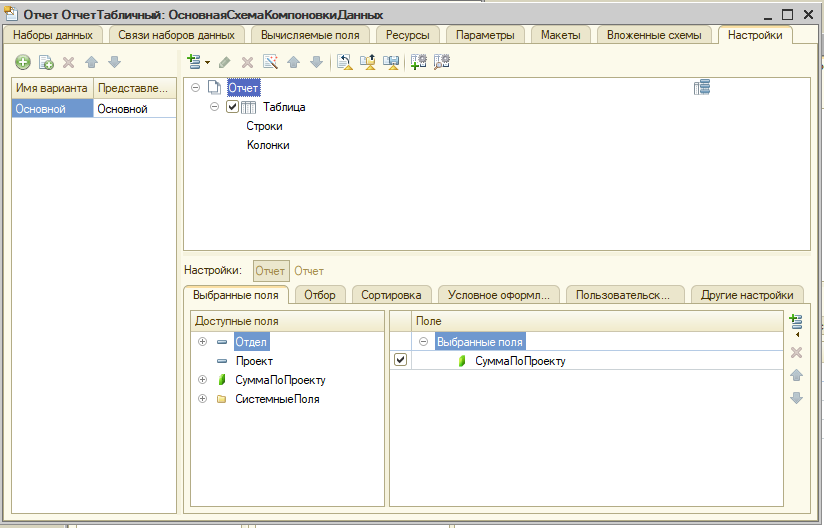 Отчет ОтчетТабличный: ОсновнаяСхемаКомпоновкиДанных
Наборы данных Связи наборов данных Вычисляемые поля Ресурсы Параметры Макеты Вложенные схемы Настройки
Имя варианта Представле...
Основной Основной
Отчет
Таблица
Строки
Колонки
Настройки: Отчет Отчет
Выбранные поля Отбор Сортировка Условное оформл... Пользовательск... Другие настройки
Доступные поля
Отдел
Проект
СуммаПоПроекту
СистемныеПоля
Поле
Выбранные поля
СуммаПоПроекту